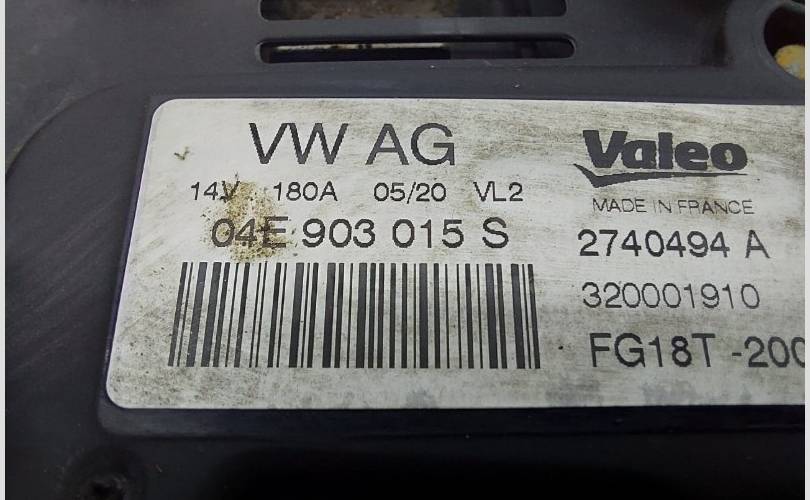 VW AG
14V 180A 05/20 VL2
04E 903 015 S
Valeo
MADE IN FRANCE
2740494 A
320001910
FG18T -200